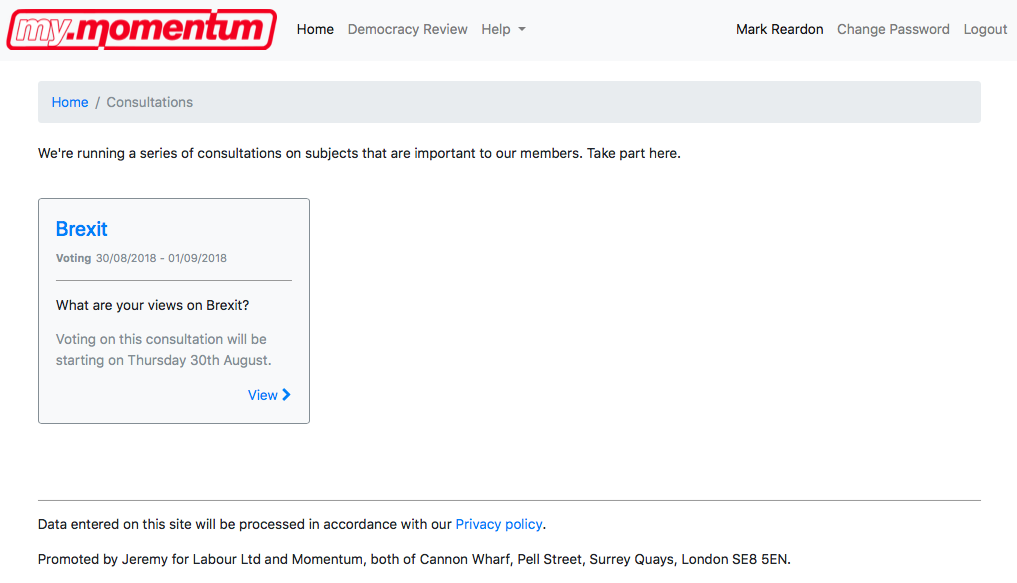 my.momentum Home Democracy Review Help Mark Reardon Change Password Logout
Home / Consultations
We're running a series of consultations on subjects that are important to our members. Take part here.
Brexit
Voting 30/08/2018 - 01/09/2018
What are your views on Brexit?
Voting on this consultation will be
starting on Thursday 30th August.
View
Data entered on this site will be processed in accordance with our Privacy policy.
Promoted by Jeremy for Labour Ltd and Momentum, both of Cannon Wharf, Pell Street, Surrey Quays, London SE8 5EN.